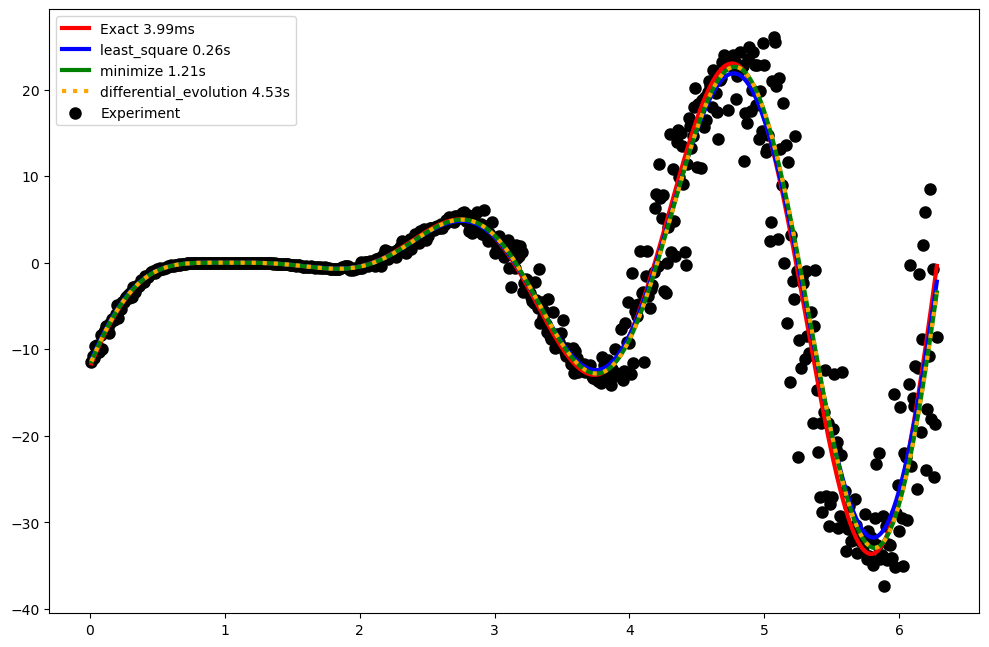 Exact 3.99ms
least_square 0.26s
minimize 1.21s
differential_evolution 4.53s
Experiment
20
10
0
−10
−20
−30
−40
0 1 2 3 4 5 6